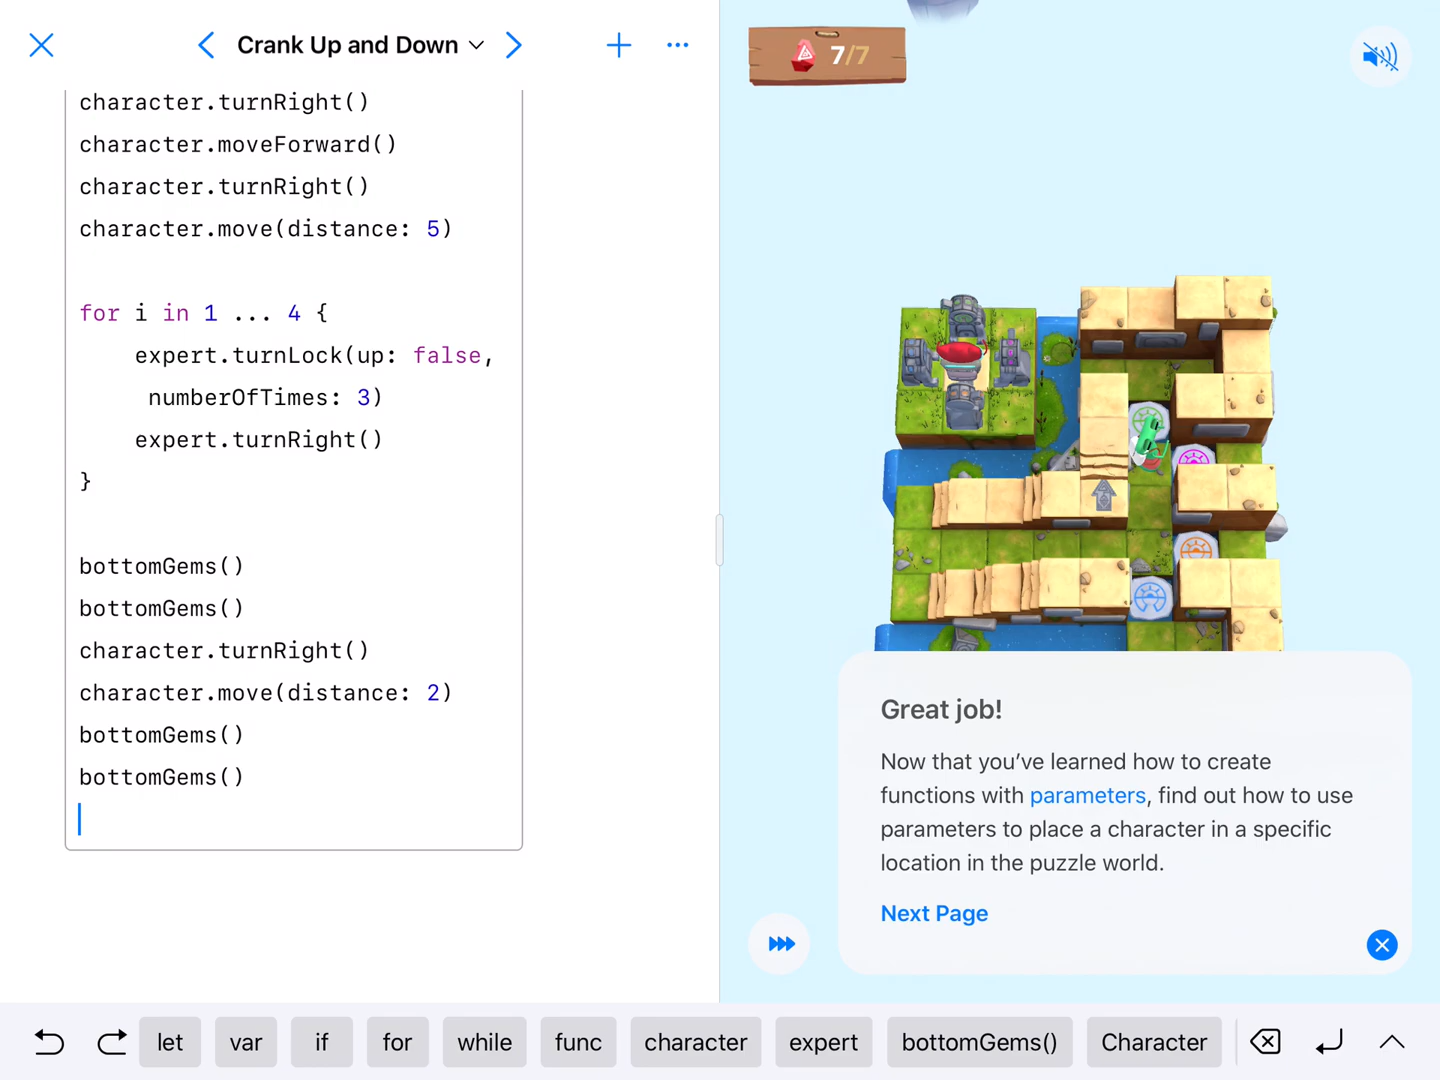 Crank Up and Down
character.turnRight()
character.moveForward()
character.turnRight()
character.move(distance: 5)
for i in 1 ... 4 {
expert.turnLock(up: false,
numberOfTimes: 3)
expert.turnRight()
}
bottomGems()
bottomGems()
character.turnRight()
character.move(distance: 2)
bottomGems()
bottomGems()
7/7
Great job!
Now that you’ve learned how to create
functions with parameters, find out how to use
parameters to place a character in a specific
location in the puzzle world.
Next Page
let var if for while func character expert bottomGems() Character